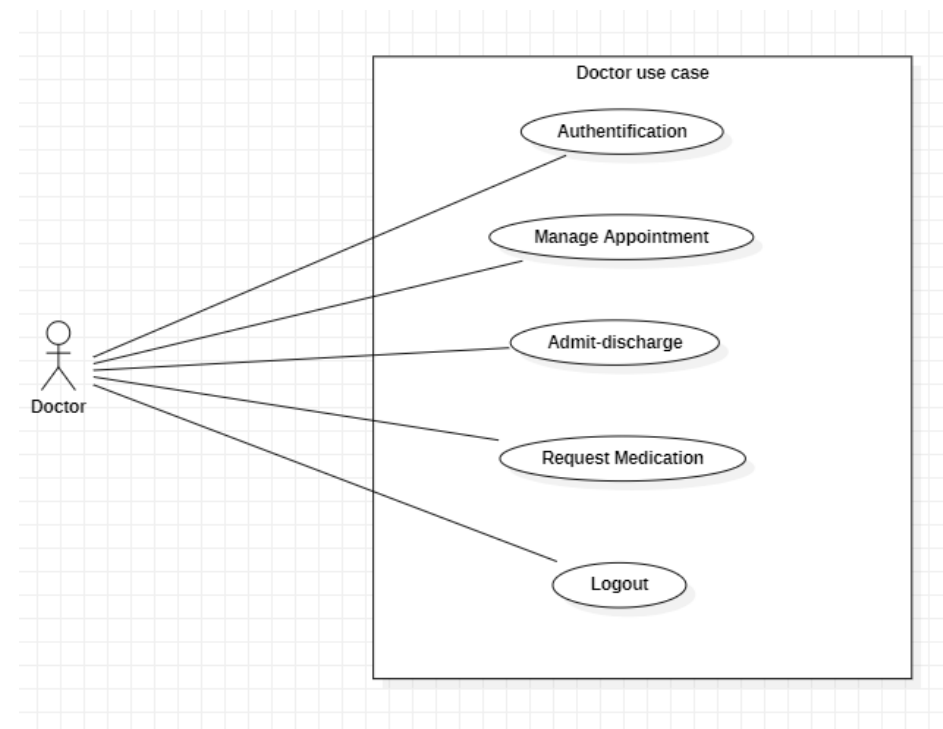 Doctor use case
Authentification
Manage Appointment
Admit-discharge
Doctor
Request Medication
Logout